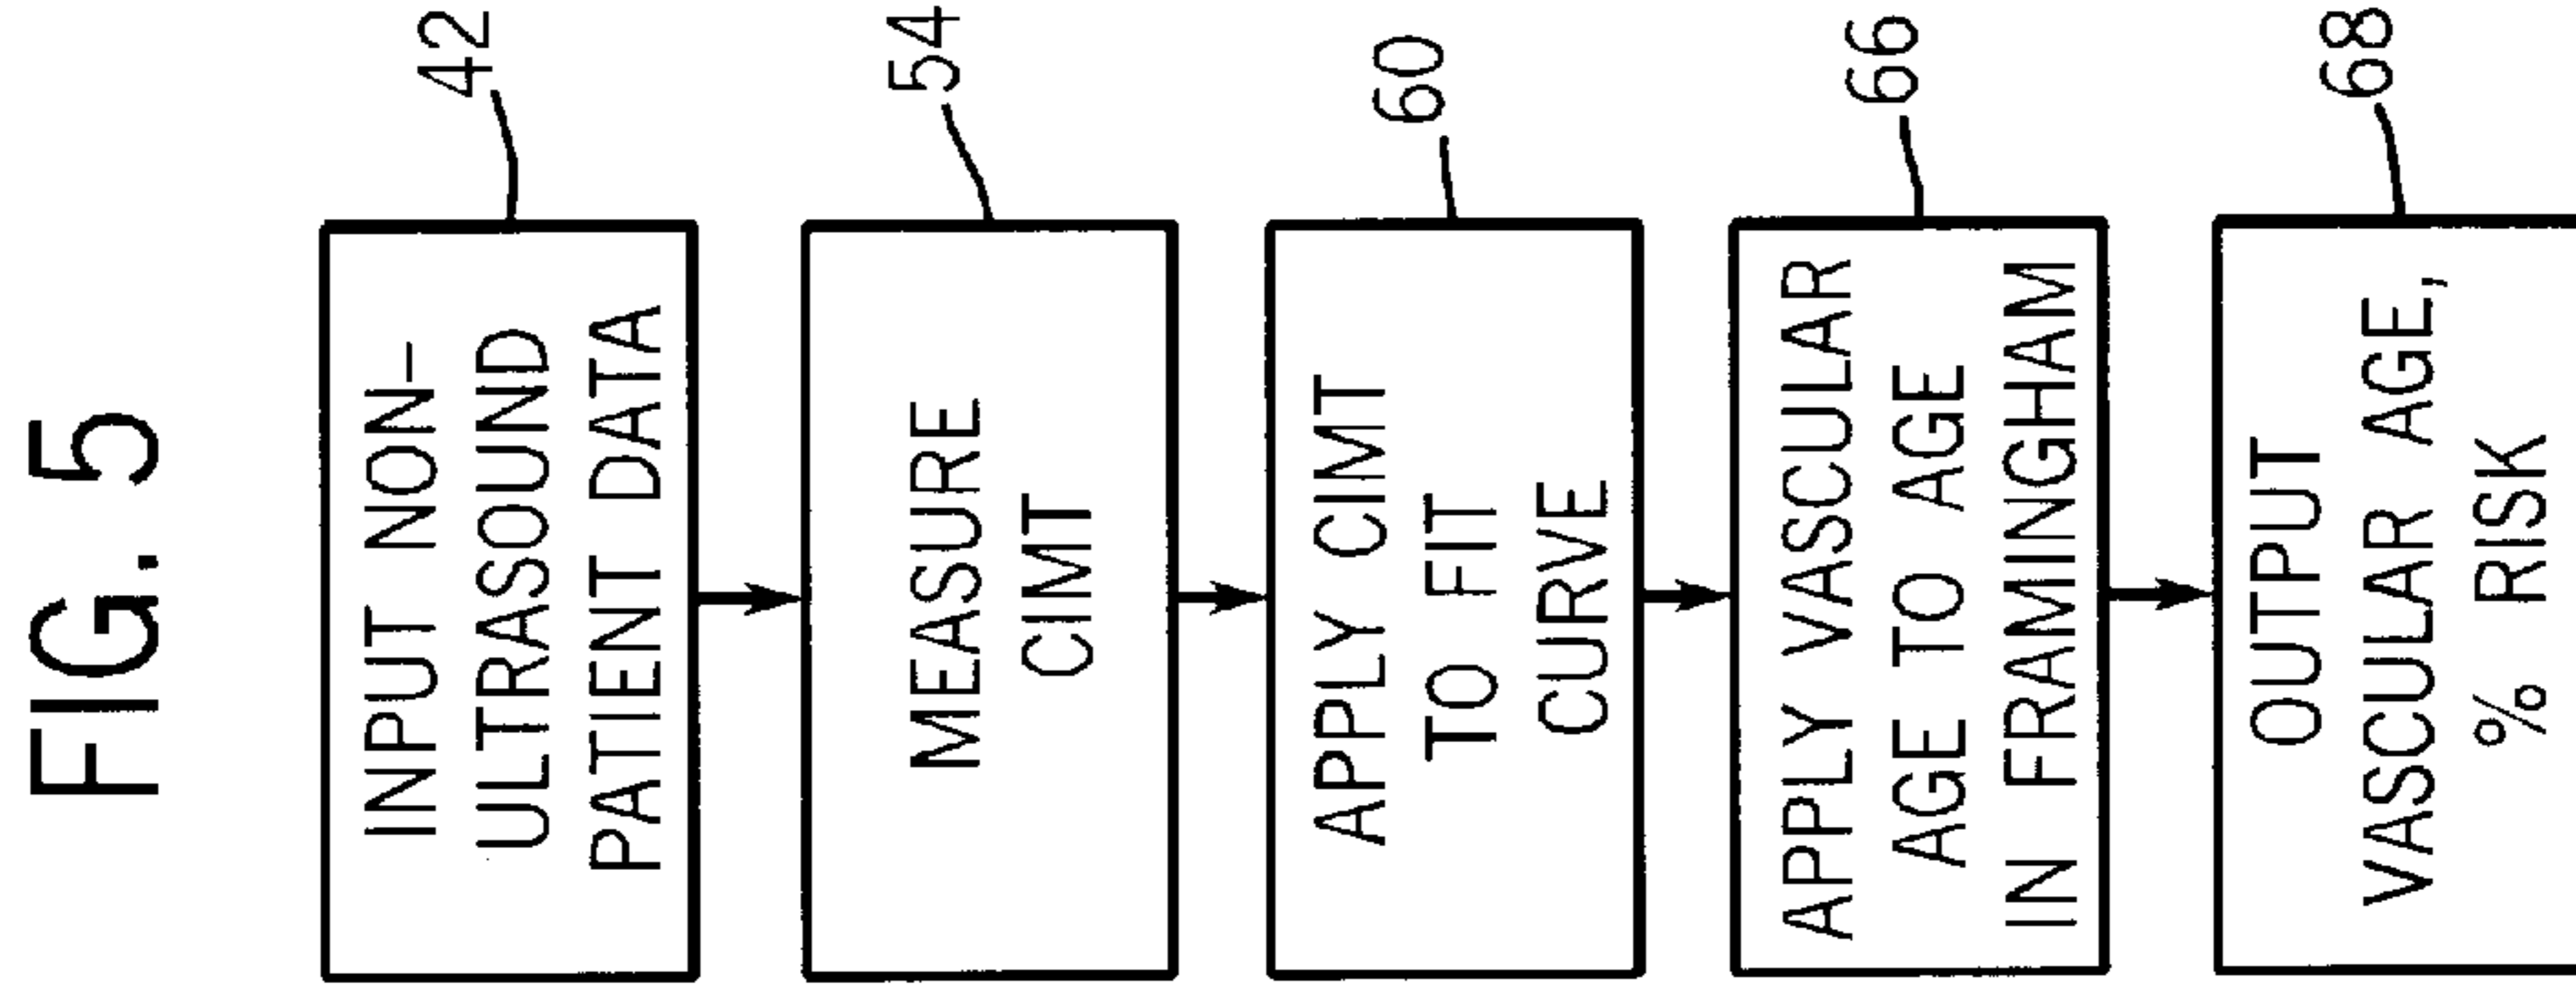 FIG. 5
INPUT NON-
ULTRASOUND
PATIENT DATA
42
MEASURE
CIMT
54
APPLY CIMT
TO FIT
CURVE
60
APPLY VASCULAR
AGE TO AGE
IN FRAMINGHAM
66
OUTPUT
VASCULAR AGE,
% RISK
68